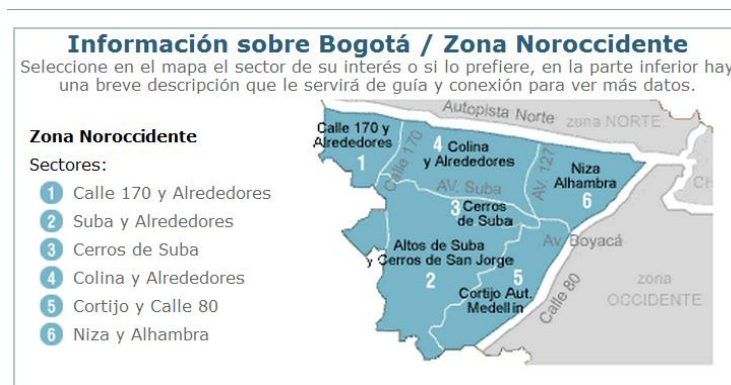 Información sobre Bogotá / Zona Noroccidente
Seleccione en el mapa el sector de su interés o si lo prefiere, en la parte inferior hay
una breve descripción que le servirá de guía y conexión para ver más datos.
Zona Noroccidente
Sectores:
1 Calle 170 y Alrededores
2 Suba y Alrededores
3 Cerros de Suba
4 Colina y Alrededores
5 Cortijo y Calle 80
6 Niza y Alhambra
Autopista Norte
zona NORTE
Calle 170 y
Alrededores
1
Calle 170
4 Colina
y Alrededores
AV. 127
Niza
Alhambra
6
AV. Suba
3 Cerros
de Suba
Av. Boyacá
Altos de Suba
y Cerros de San Jorge
2
5
Cortijo Aut.
Medellin
Calle 80
zona
OCCIDENTE